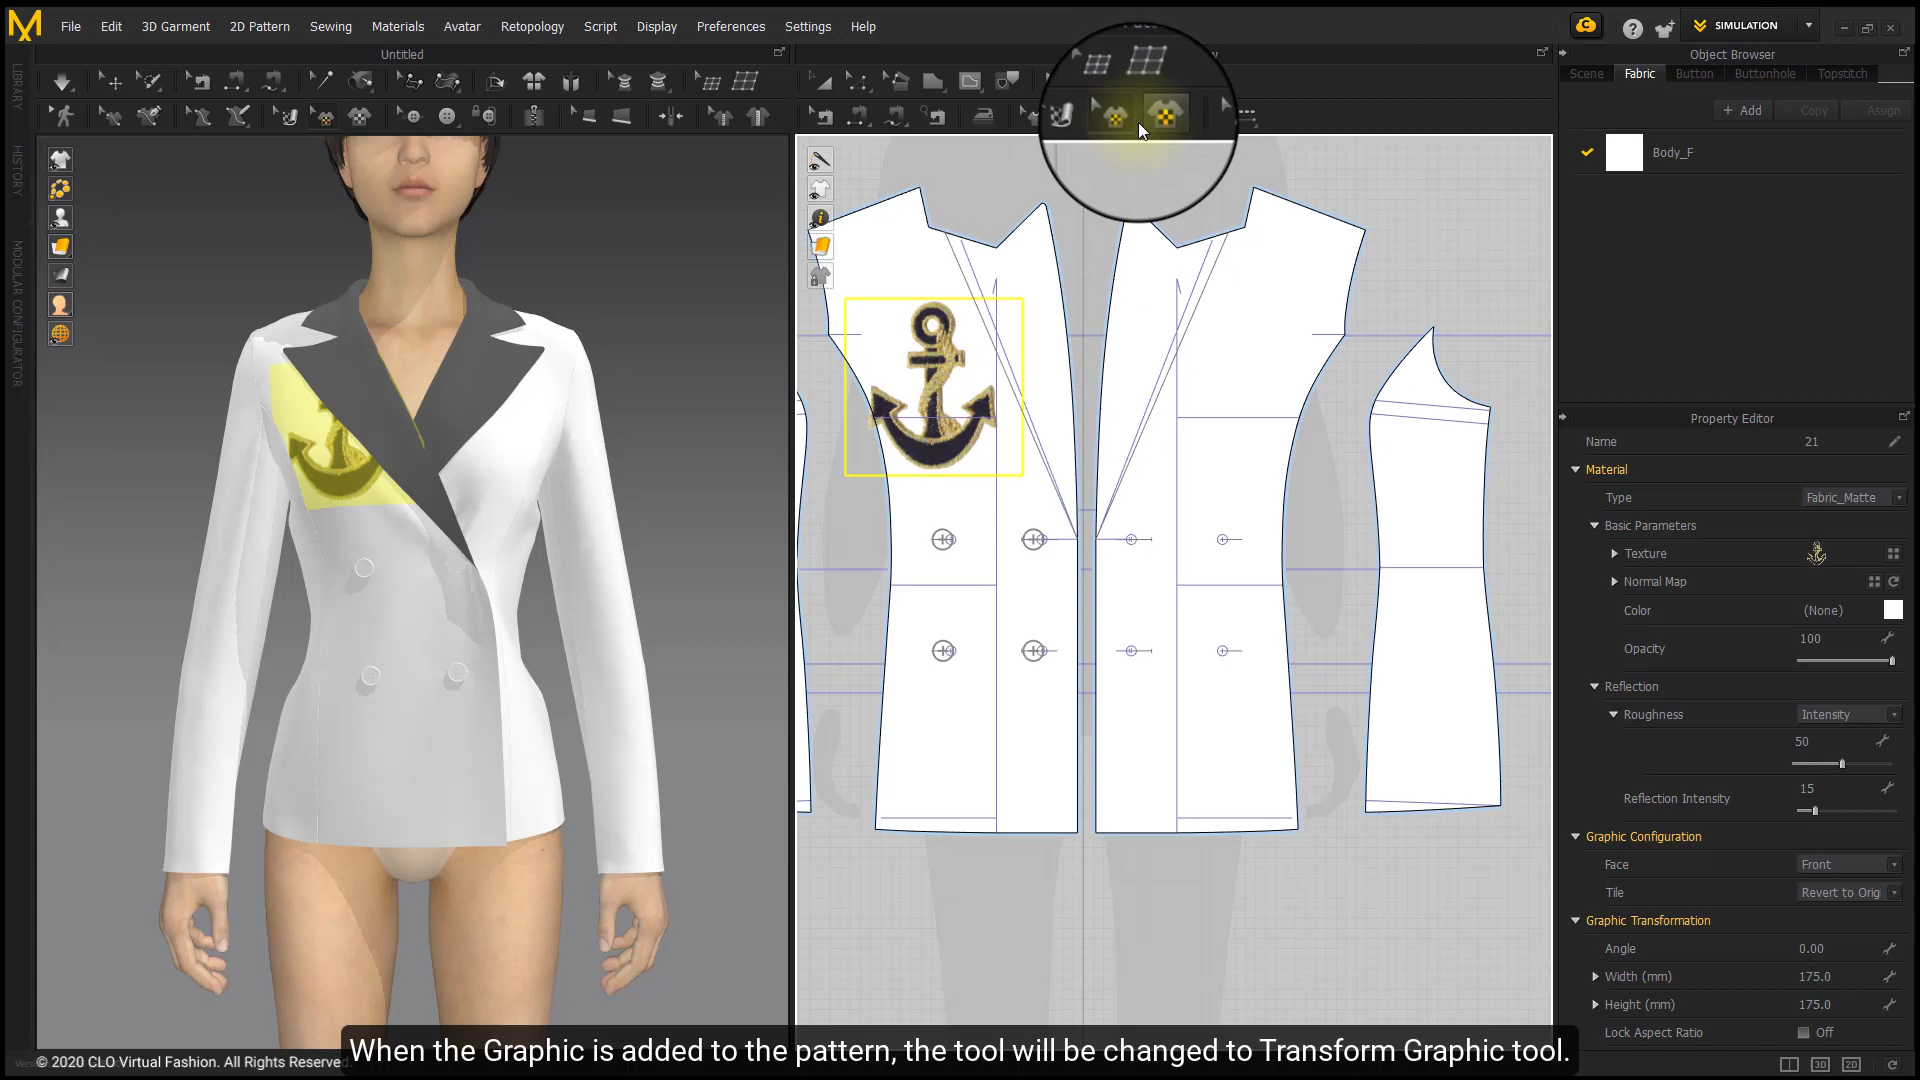 File Edit 3D Garment 2D Pattern Sewing Materials Avatar Retopology Script Display Preferences Settings Help
SIMULATION
Untitled
LIBRARY
HISTORY
MODULAR CONFIGURATOR
Object Browser
Scene Fabric Button Buttonhole Topstitch
+ Add Copy Assign
Body_F
Property Editor
Name 21
Material
Type Fabric_Matte
Basic Parameters
Texture
Normal Map
Color (None)
Opacity 100
Reflection
Roughness Intensity
50
Reflection Intensity 15
Graphic Configuration
Face Front
Tile Revert to Orig
Graphic Transformation
Angle 0.00
Width (mm) 175.0
Height (mm) 175.0
Lock Aspect Ratio Off
When the Graphic is added to the pattern, the tool will be changed to Transform Graphic tool.
© 2020 CLO Virtual Fashion. All Rights Reserved.
3D 2D